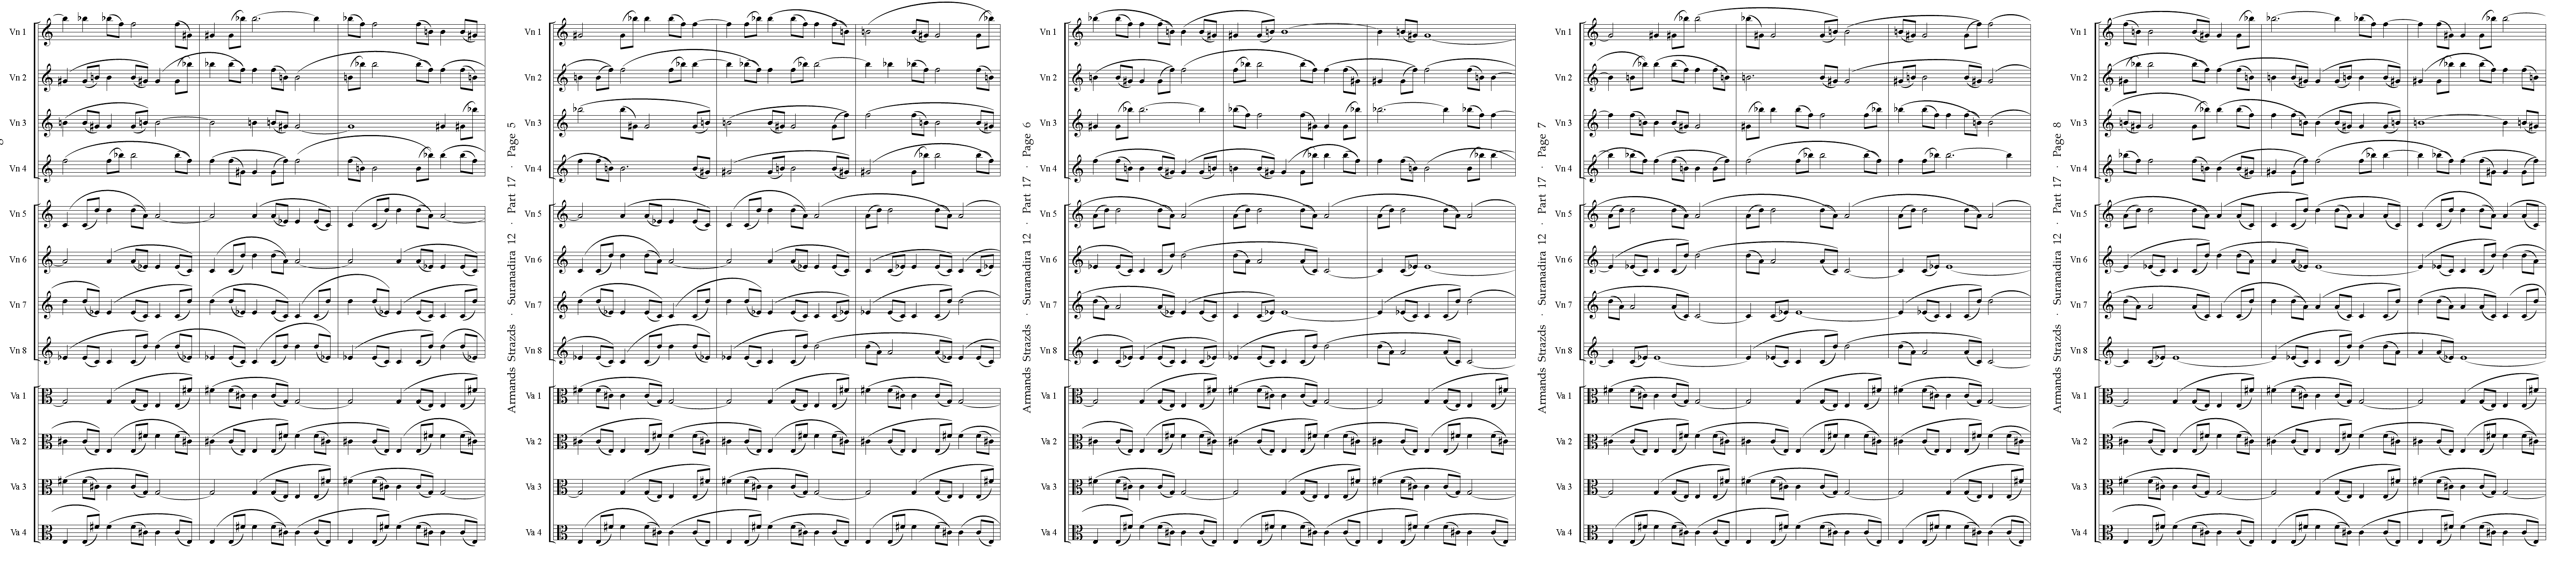 Vn 1
Vn 2
Vn 3
Vn 4
Vn 5
Vn 6
Vn 7
Vn 8
Va 1
Va 2
Va 3
Va 4
Armands Strazds · Suranadira 12 · Part 17 · Page 5
Vn 1
Vn 2
Vn 3
Vn 4
Vn 5
Vn 6
Vn 7
Vn 8
Va 1
Va 2
Va 3
Va 4
Armands Strazds · Suranadira 12 · Part 17 · Page 6
Vn 1
Vn 2
Vn 3
Vn 4
Vn 5
Vn 6
Vn 7
Vn 8
Va 1
Va 2
Va 3
Va 4
Armands Strazds · Suranadira 12 · Part 17 · Page 7
Vn 1
Vn 2
Vn 3
Vn 4
Vn 5
Vn 6
Vn 7
Vn 8
Va 1
Va 2
Va 3
Va 4
Armands Strazds · Suranadira 12 · Part 17 · Page 8
Vn 1
Vn 2
Vn 3
Vn 4
Vn 5
Vn 6
Vn 7
Vn 8
Va 1
Va 2
Va 3
Va 4